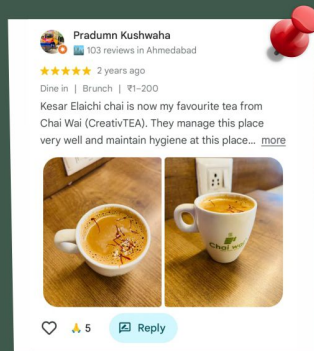 Pradumn Kushwaha
103 reviews in Ahmedabad
★★★★★ 2 years ago
Dine in | Brunch | ₹1–200
Kesar Elaichi chai is now my favourite tea from
Chai Wai (CreativTEA). They manage this place
very well and maintain hygiene at this place... more
Chai Wai
5
Reply